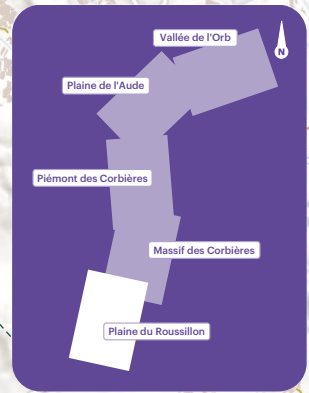 Vallée de l'Orb
N
Plaine de l'Aude
Piémont des Corbières
Massif des Corbières
Plaine du Roussillon